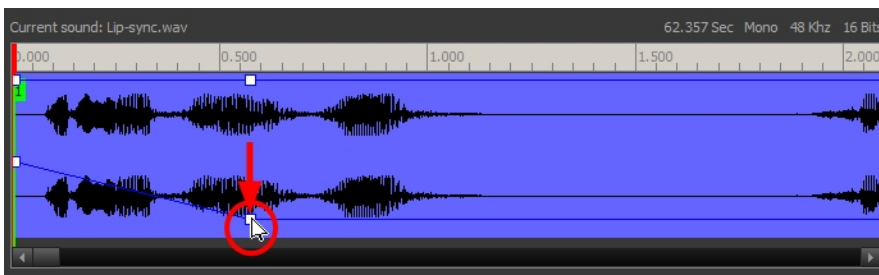 Current sound: Lip-sync.wav 62.357 Sec Mono 48 Khz 16 Bits
0.000 0.500 1.000 1.500 2.000
1